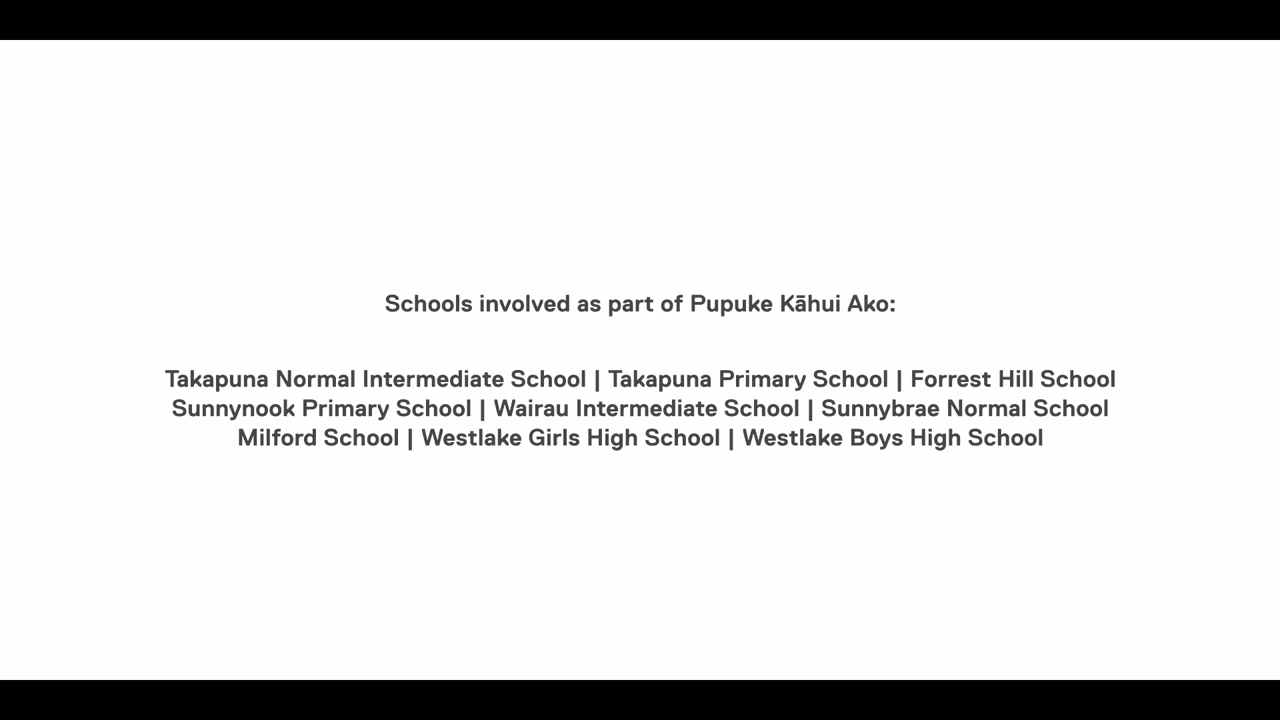 Schools involved as part of Pupuke Kāhui Ako:
Takapuna Normal Intermediate School | Takapuna Primary School | Forrest Hill School
Sunnynook Primary School | Wairau Intermediate School | Sunnybrae Normal School
Milford School | Westlake Girls High School | Westlake Boys High School